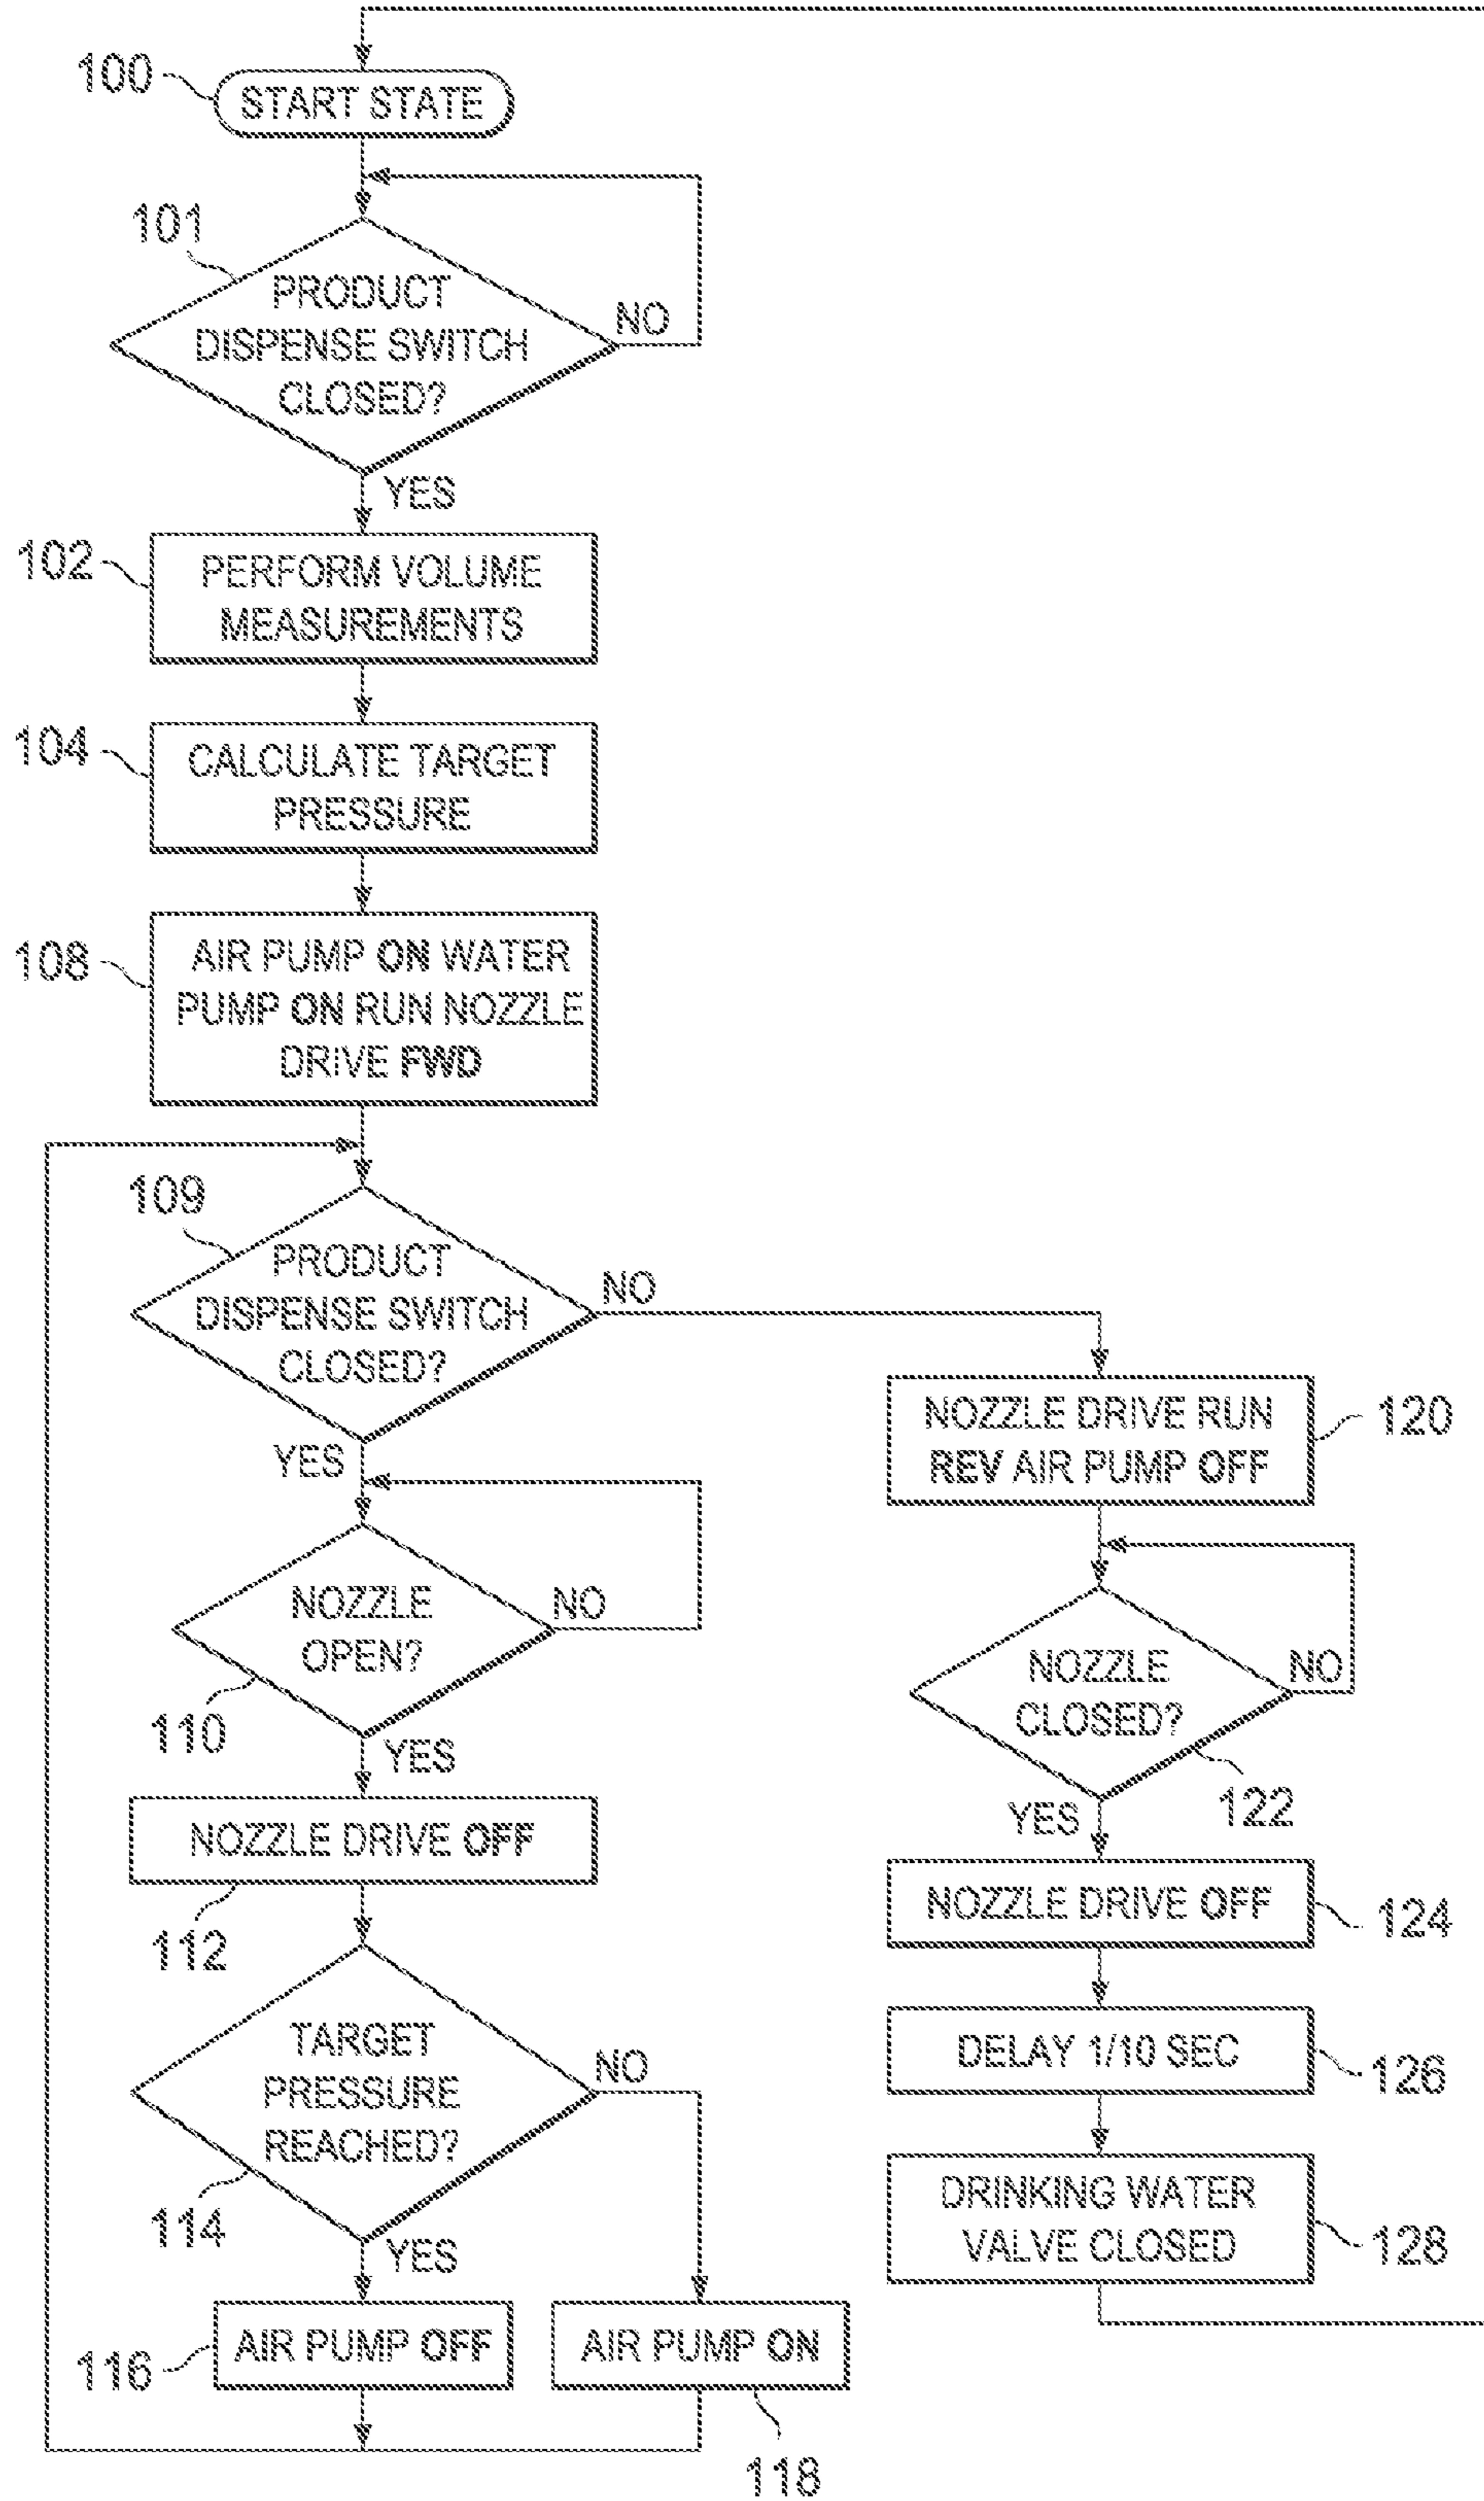 100
START STATE
101
PRODUCT
DISPENSE SWITCH
CLOSED?
NO
YES
102
PERFORM VOLUME
MEASUREMENTS
104
CALCULATE TARGET
PRESSURE
108
AIR PUMP ON WATER
PUMP ON RUN NOZZLE
DRIVE FWD
109
PRODUCT
DISPENSE SWITCH
CLOSED?
NO
YES
NOZZLE
OPEN?
NO
110
YES
NOZZLE DRIVE OFF
112
TARGET
PRESSURE
REACHED?
NO
114
YES
116
AIR PUMP OFF
AIR PUMP ON
118
NOZZLE DRIVE RUN
REV AIR PUMP OFF
120
NOZZLE
CLOSED?
NO
122
YES
NOZZLE DRIVE OFF
124
DELAY 1/10 SEC
126
DRINKING WATER
VALVE CLOSED
128